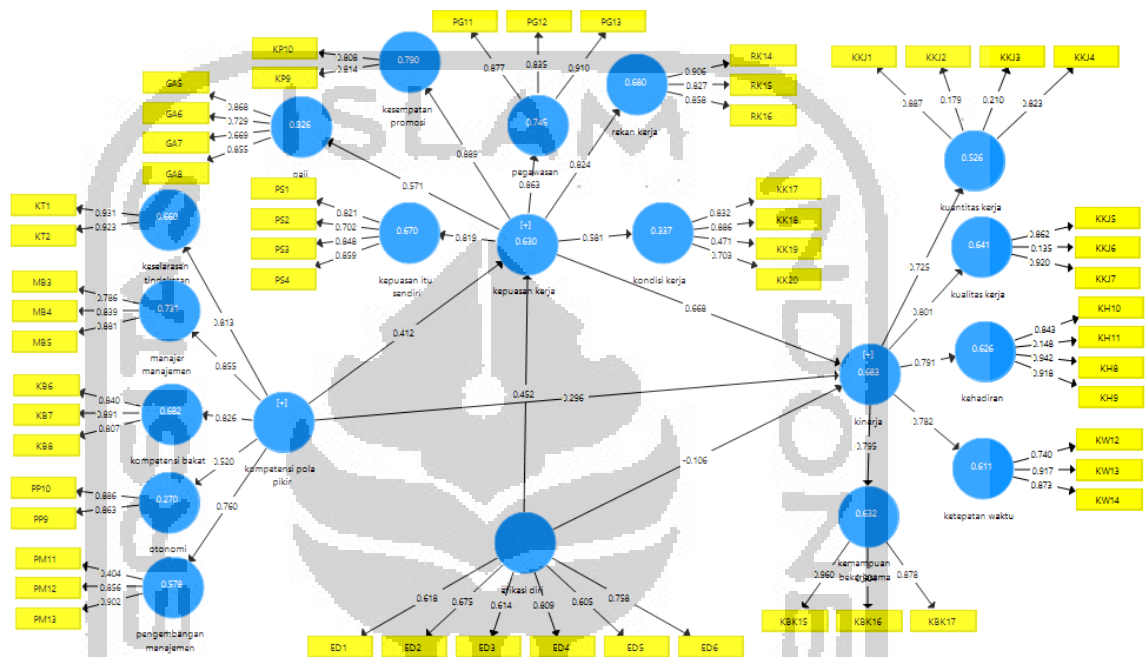 PG11 PG12 PG13
KP10 0.808 0.790 KP9 0.814
kesempatan promosi
0.877 0.835 0.910
0.745
pegawasan
0.680
rekan kerja
RK14 0.906
RK15 0.827
RK16 0.858
KKJ1 KKJ2 KKJ3 KKJ4
0.887 0.179 0.210 0.823
0.526
kuantitas kerja
GA5 0.868
GA6 0.729
GA7 0.669
GA8 0.855
0.326
ISLAM
0.571 0.889 0.863 0.824
KT1 0.931
KT2 0.923
0.660
keselarasan
PS1 0.821
PS2 0.702
PS3 0.848
PS4 0.859
0.670
kepuasan itu sendiri
0.819
[+]
0.630
kepuasan kerja
0.581
0.337
kondisi kerja
KK17 0.832
KK18 0.886
KK19 0.471
KK20 0.703
0.725
0.641
kualitas kerja
KKJ5 0.862
KKJ6 0.135
KKJ7 0.920
0.801
MB3 0.786
MB4 0.839
MB5 0.881
0.731
manajer manajemen
0.813
0.855
0.412
0.668
[+]
0.683
kinerja
0.791
0.626
kehadiran
KH10 0.843
KH11 0.148
KH8 0.942
KH9 0.918
KB6 0.840
KB7 0.891
KB8 0.807
0.682
kompetensi bakat
0.826
[+]
kompetensi pola pikir
0.452
0.296
-0.106
0.782
0.611
ketepatan waktu
KW12 0.740
KW13 0.917
KW14 0.873
0.520
PP10 0.886
PP9 0.863
0.270
otonomi
0.760
0.795
0.632
kemampuan
PM11 0.404
PM12 0.856
PM13 0.902
0.578
pengembangan manajemen
efikasi diri
0.618 0.675 0.614 0.809 0.605 0.758
ED1 ED2 ED3 ED4 ED5 ED6
0.960 0.878
KBK15 KBK16 KBK17